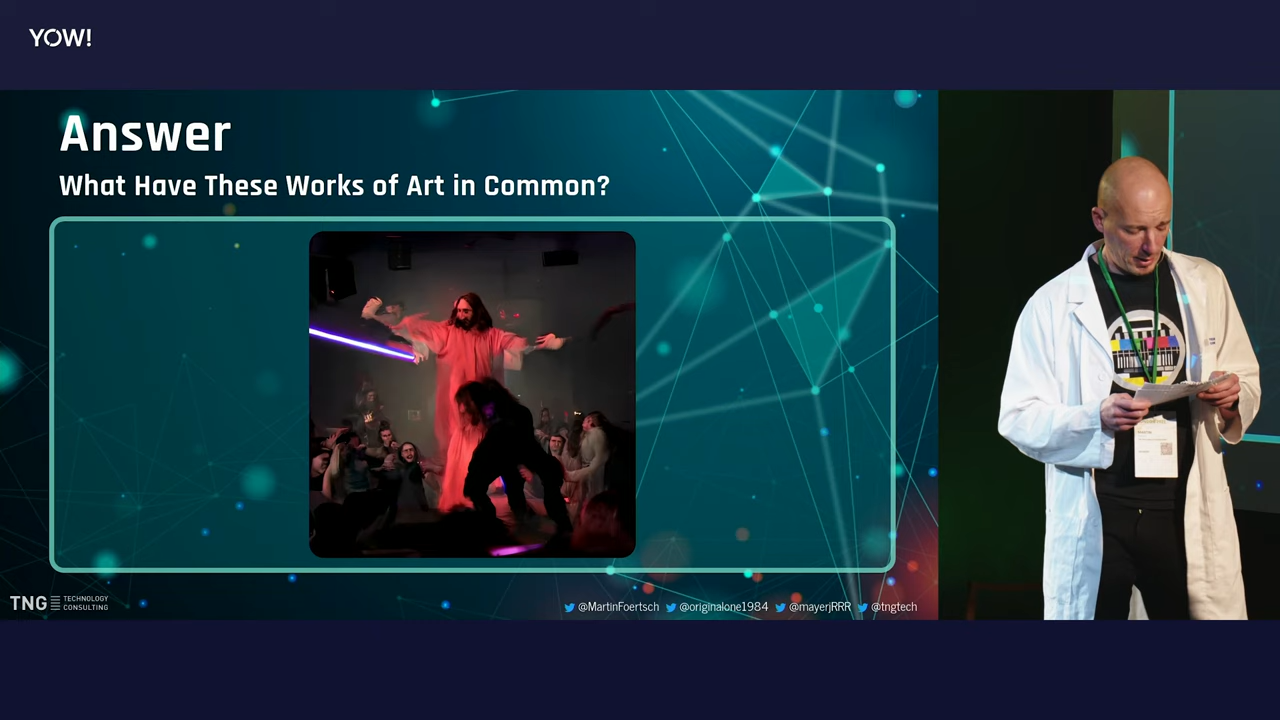 YOW!
Answer
What Have These Works of Art in Common?
TNG TECHNOLOGY CONSULTING
@MartinFoertsch @originalone1984 @mayerjRRR @tngtech